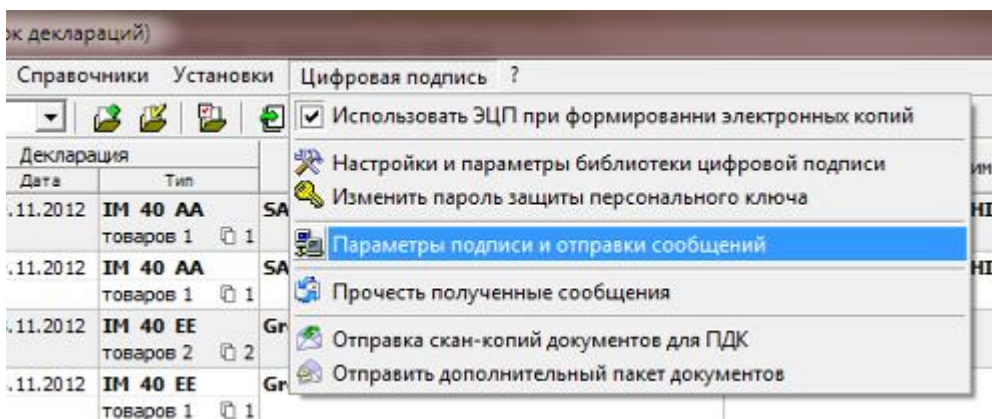 ок деклараций)
Справочники Установки Цифровая подпись ?
Использовать ЭЦП при формированни электронных копий
Декларация
Настройки и параметры библиотеки цифровой подписи
Дата Тип
Изменить пароль защиты персонального ключа
.11.2012 IM 40 AA SA HI
товаров 1 1
Параметры подписи и отправки сообщений
.11.2012 IM 40 AA SA HI
товаров 1 1
Прочесть полученные сообщения
.11.2012 IM 40 EE Gr
товаров 2 2
Отправка скан-копий документов для ПДК
Отправить дополнительный пакет документов
.11.2012 IM 40 EE Gr
товаров 1 1